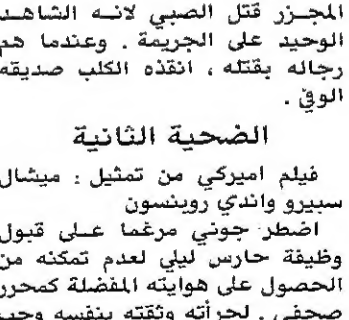 المجزر قتل الصبي لانه الشاهد
الوحيد على الجريمة . وعندما هم
رجاله بقتله ، انقذه الكلب صديقه
الوفي .
الضحية الثانية
فيلم اميركي من تمثيل : ميشال
سبيرو واندي روبنسون
اضطر جوني مرغما على قبول
وظيفة حارس ليلي لعدم تمكنه من
الحصول على هوايته المفضلة كمحرر
صحفي . لجرأته وثقته بنفسه وحب